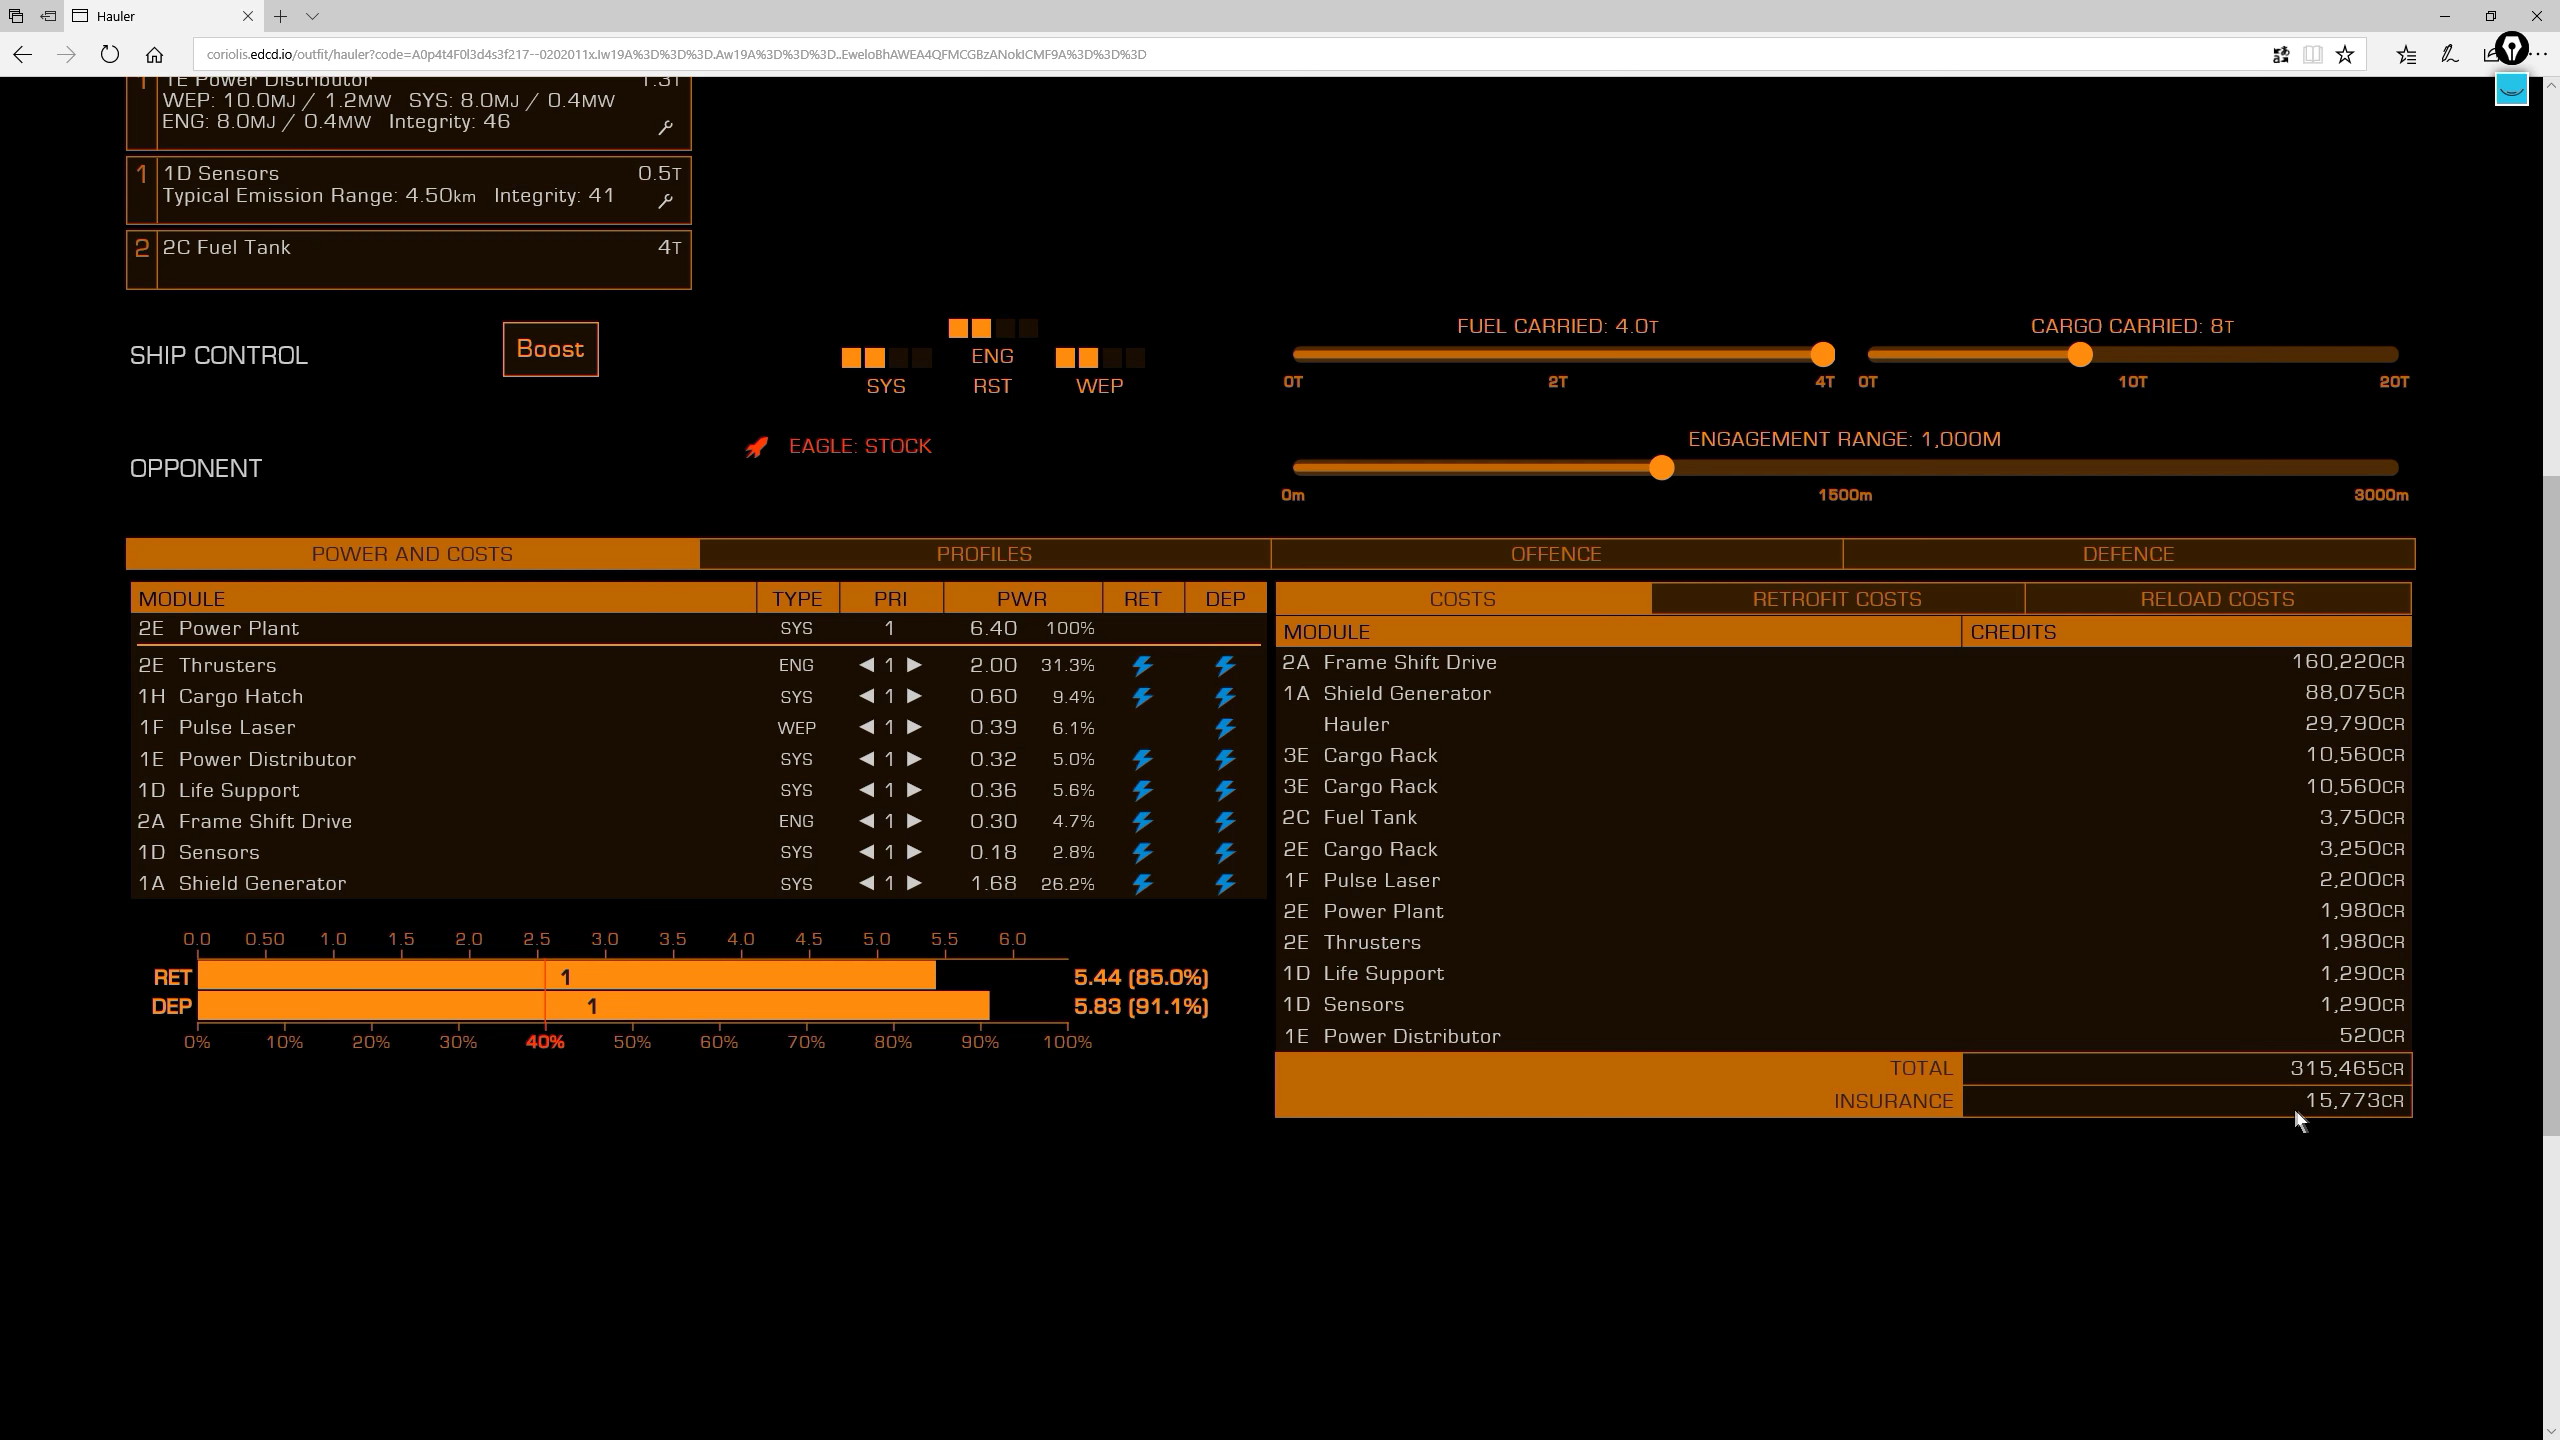 Hauler
coriolis.edcd.io/outfit/hauler?code=A0p4t4F0l3d4s3f217--0202011x.Iw19A%3D%3D%3D.Aw19A%3D%3D%3D..EweloBhAWEA4QFMCGBzANokICMF9A%3D%3D%3D
1 1E Power Distributor 1.3T
WEP: 10.0MJ / 1.2MW SYS: 8.0MJ / 0.4MW
ENG: 8.0MJ / 0.4MW Integrity: 46
1 1D Sensors 0.5T
Typical Emission Range: 4.50km Integrity: 41
2 2C Fuel Tank 4T
SHIP CONTROL
Boost
ENG
SYS RST WEP
FUEL CARRIED: 4.0T
0T 2T 4T
CARGO CARRIED: 8T
0T 10T 20T
OPPONENT
EAGLE: STOCK
ENGAGEMENT RANGE: 1,000M
0m 1500m 3000m
POWER AND COSTS PROFILES OFFENCE DEFENCE
MODULE TYPE PRI PWR RET DEP
2E Power Plant SYS 1 6.40 100%
2E Thrusters ENG 1 2.00 31.3%
1H Cargo Hatch SYS 1 0.60 9.4%
1F Pulse Laser WEP 1 0.39 6.1%
1E Power Distributor SYS 1 0.32 5.0%
1D Life Support SYS 1 0.36 5.6%
2A Frame Shift Drive ENG 1 0.30 4.7%
1D Sensors SYS 1 0.18 2.8%
1A Shield Generator SYS 1 1.68 26.2%
0.0 0.50 1.0 1.5 2.0 2.5 3.0 3.5 4.0 4.5 5.0 5.5 6.0
RET 1 5.44 (85.0%)
DEP 1 5.83 (91.1%)
0% 10% 20% 30% 40% 50% 60% 70% 80% 90% 100%
COSTS RETROFIT COSTS RELOAD COSTS
MODULE CREDITS
2A Frame Shift Drive 160,220CR
1A Shield Generator 88,075CR
Hauler 29,790CR
3E Cargo Rack 10,560CR
3E Cargo Rack 10,560CR
2C Fuel Tank 3,750CR
2E Cargo Rack 3,250CR
1F Pulse Laser 2,200CR
2E Power Plant 1,980CR
2E Thrusters 1,980CR
1D Life Support 1,290CR
1D Sensors 1,290CR
1E Power Distributor 520CR
TOTAL 315,465CR
INSURANCE 15,773CR